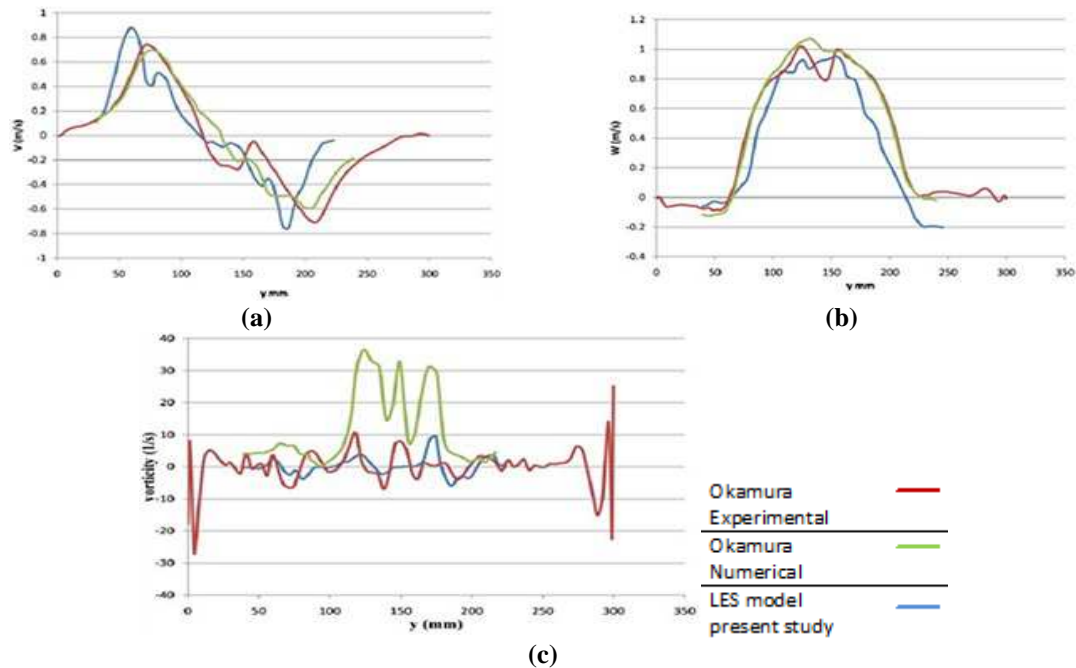 1
0.8
0.6
0.4
0.2
0
-0.2
-0.4
-0.6
-0.8
-1
V (m/s)
0 50 100 150 200 250 300 350
y mm
(a)
1.2
1
0.8
0.6
0.4
0.2
0
-0.2
-0.4
W (m/s)
0 50 100 150 200 250 300 350
y mm
(b)
40
30
20
10
0
-10
-20
-30
-40
vorticity (1/s)
0 50 100 150 200 250 300 350
y (mm)
(c)
Okamura
Experimental
Okamura
Numerical
LES model
present study